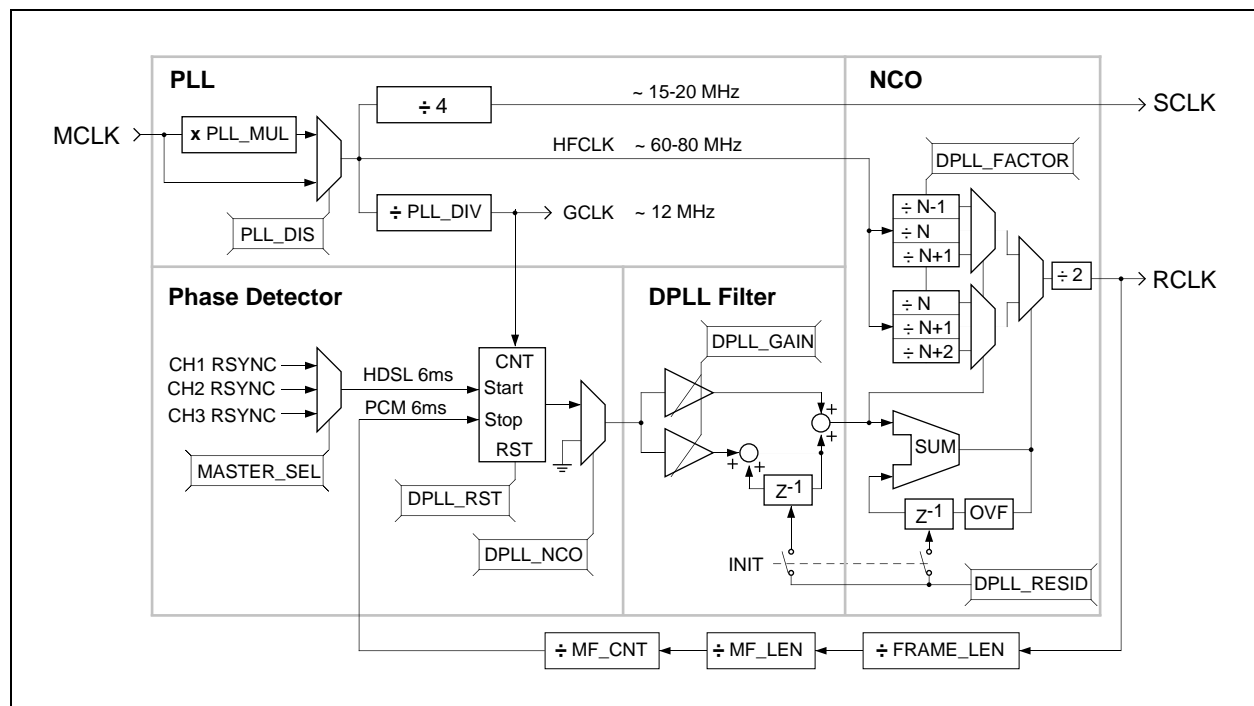 PLL
NCO
÷ 4
~ 15-20 MHz
SCLK
MCLK
x PLL_MUL
HFCLK ~ 60-80 MHz
DPLL_FACTOR
÷ PLL_DIV
GCLK ~ 12 MHz
PLL_DIS
÷ N-1
÷ N
÷ N+1
÷ 2
RCLK
Phase Detector
DPLL Filter
÷ N
÷ N+1
÷ N+2
DPLL_GAIN
CH1 RSYNC
CH2 RSYNC
CH3 RSYNC
HDSL 6ms
PCM 6ms
CNT
Start
Stop
RST
MASTER_SEL
DPLL_RST
DPLL_NCO
+
+
+
+
Z-1
SUM
Z-1
OVF
INIT
DPLL_RESID
÷ MF_CNT
÷ MF_LEN
÷ FRAME_LEN